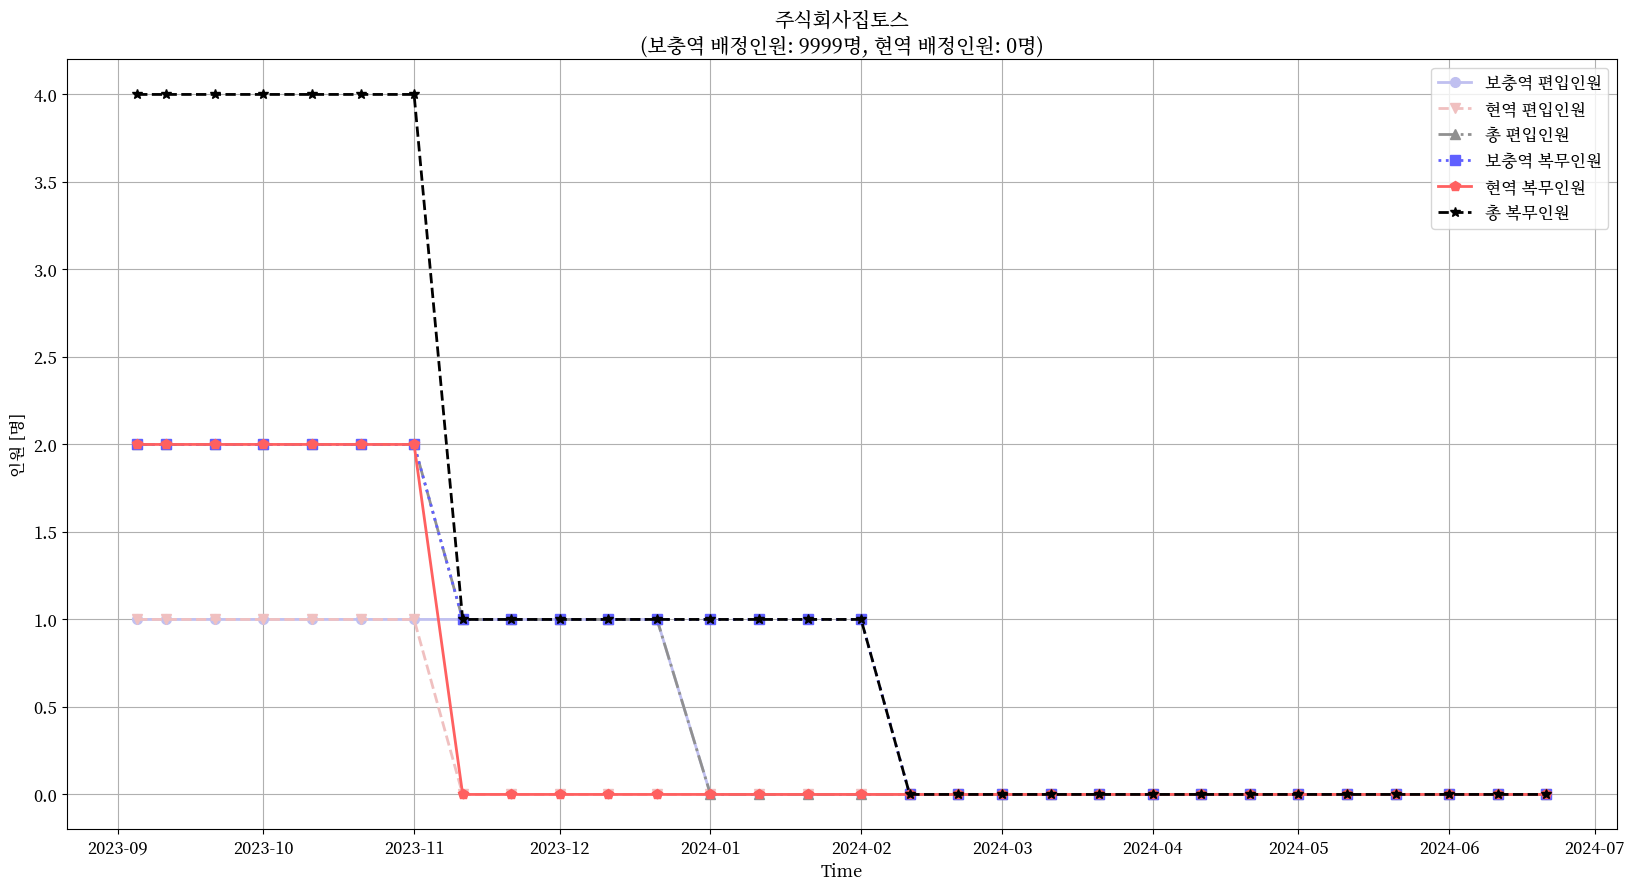 주식회사집토스
(보충역 배정인원: 9999명, 현역 배정인원: 0명)
보충역 편입인원
현역 편입인원
총 편입인원
보충역 복무인원
현역 복무인원
총 복무인원
인원 [명]
4.0
3.5
3.0
2.5
2.0
1.5
1.0
0.5
0.0
2023-09
2023-10
2023-11
2023-12
2024-01
2024-02
2024-03
2024-04
2024-05
2024-06
2024-07
Time